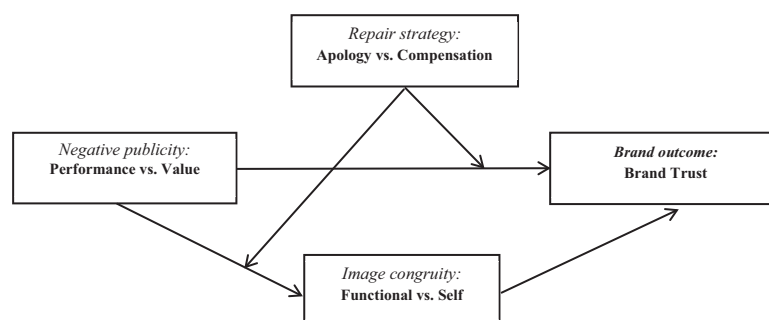 Repair strategy:
Apology vs. Compensation
Negative publicity:
Performance vs. Value
Brand outcome:
Brand Trust
Image congruity:
Functional vs. Self